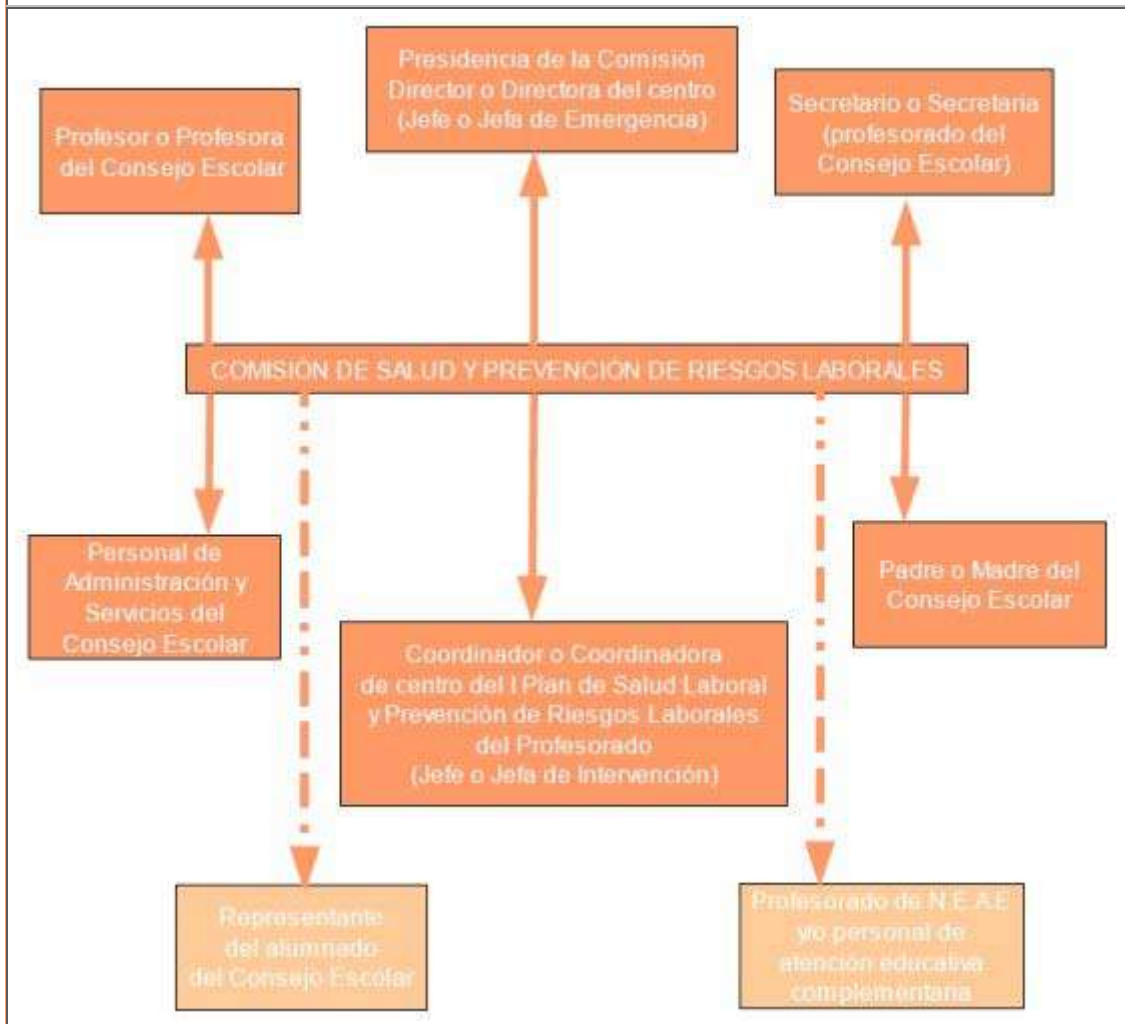 Presidencia de la Comisión
Director o Directora del centro
(Jefe o Jefa de Emergencia)
Profesor o Profesora
del Consejo Escolar
Secretario o Secretaria
(profesorado del
Consejo Escolar)
COMISIÓN DE SALUD Y PREVENCIÓN DE RIESGOS LABORALES
Personal de
Administración y
Servicios del
Consejo Escolar
Padre o Madre del
Consejo Escolar
Coordinador o Coordinadora
de centro del I Plan de Salud Laboral
y Prevención de Riesgos Laborales
del Profesorado
(Jefe o Jefa de Intervención)
Representante
del alumnado
del Consejo Escolar
Profesorado de N.E.A.E
y/o personal de
atención educativa
complementaria